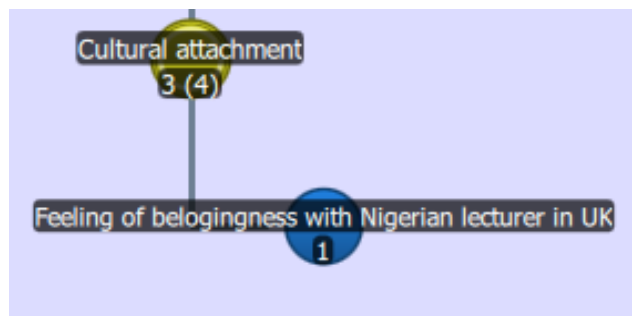 Cultural attachment
3 (4)
Feeling of belogingness with Nigerian lecturer in UK
1